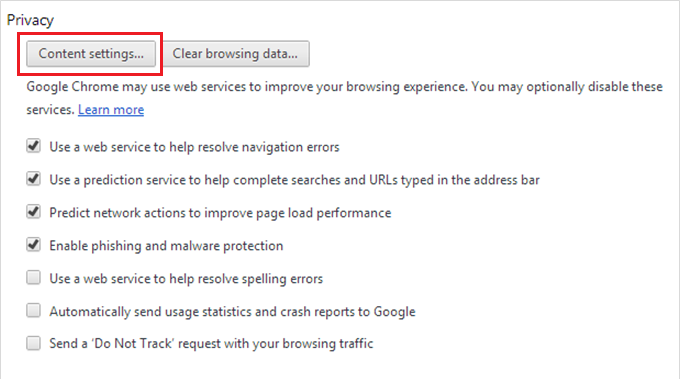 Privacy
Content settings... Clear browsing data...
Google Chrome may use web services to improve your browsing experience. You may optionally disable these
services. Learn more
Use a web service to help resolve navigation errors
Use a prediction service to help complete searches and URLs typed in the address bar
Predict network actions to improve page load performance
Enable phishing and malware protection
Use a web service to help resolve spelling errors
Automatically send usage statistics and crash reports to Google
Send a ‘Do Not Track’ request with your browsing traffic